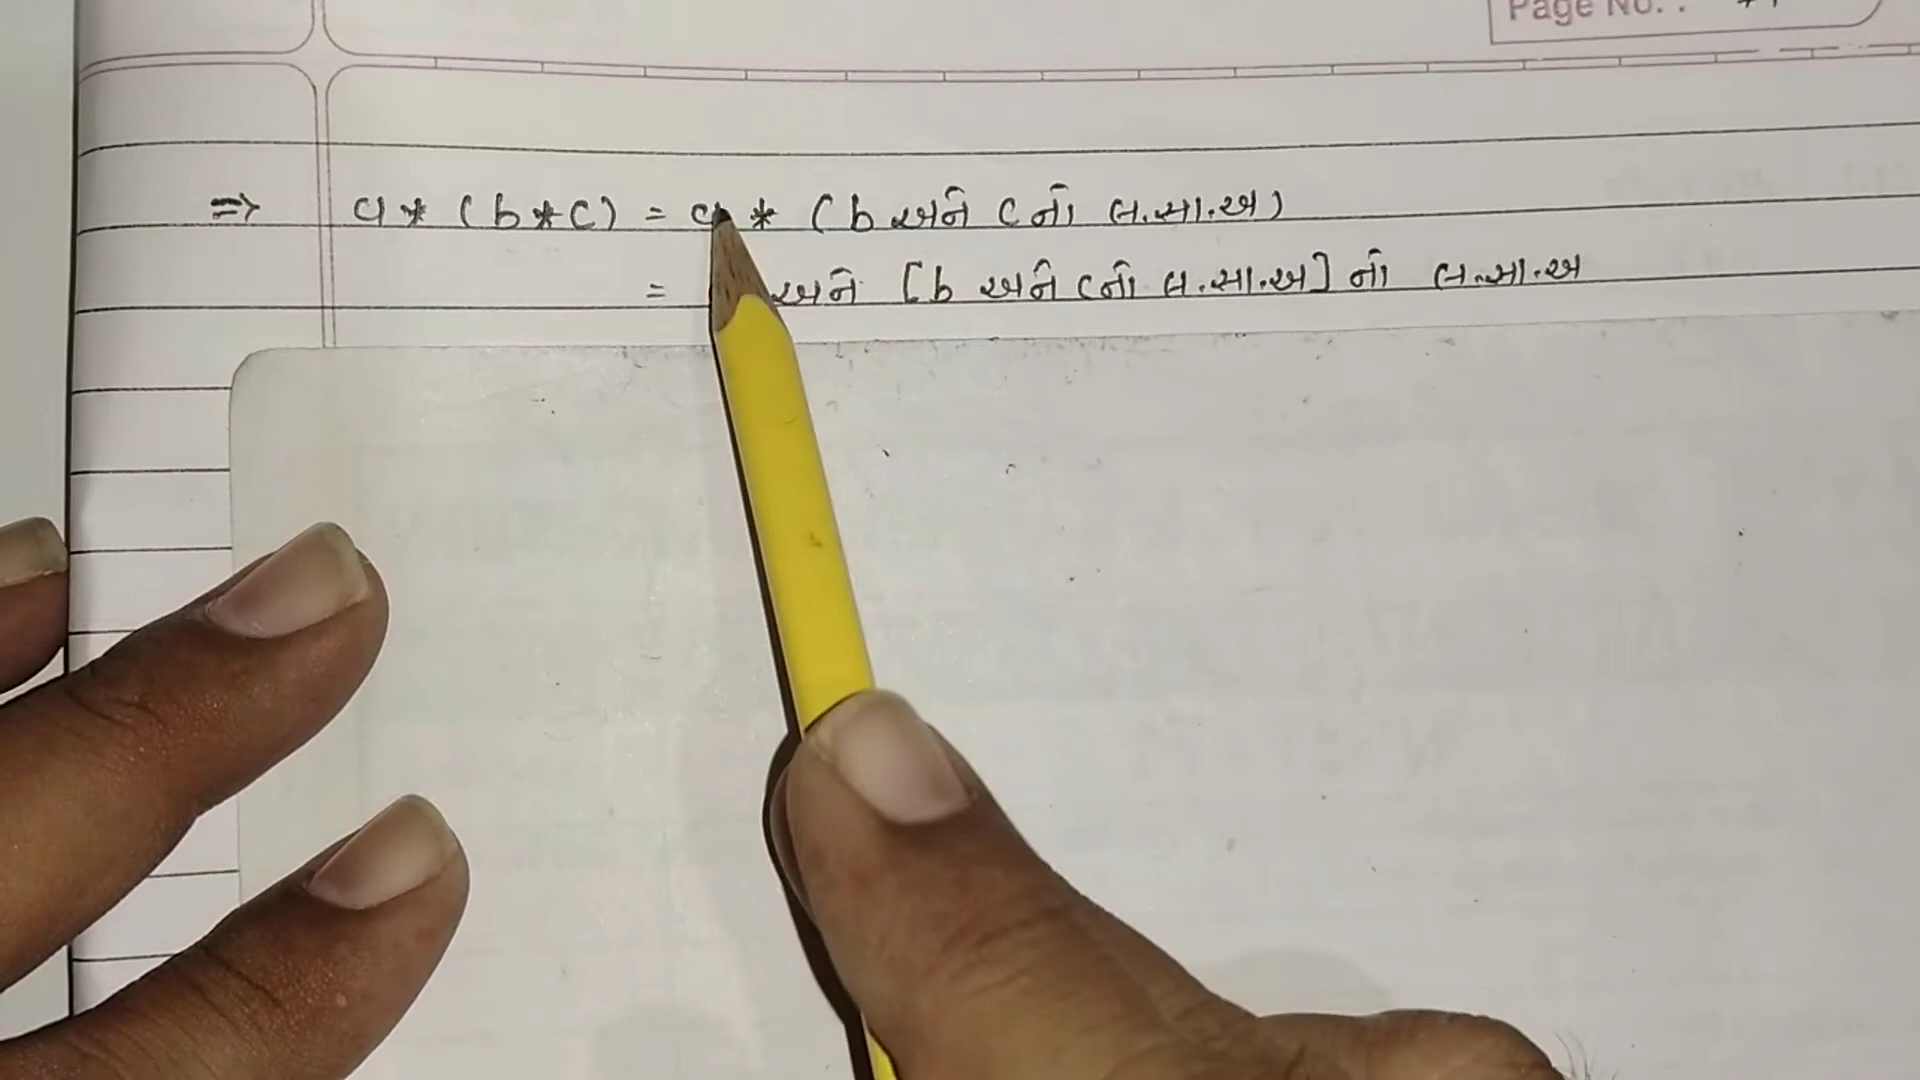 Page No. :
=> a * (b * c) = a * (b અને c નો લ.સા.અ)
= અને [b અને c નો લ.સા.અ] નો લ.સા.અ